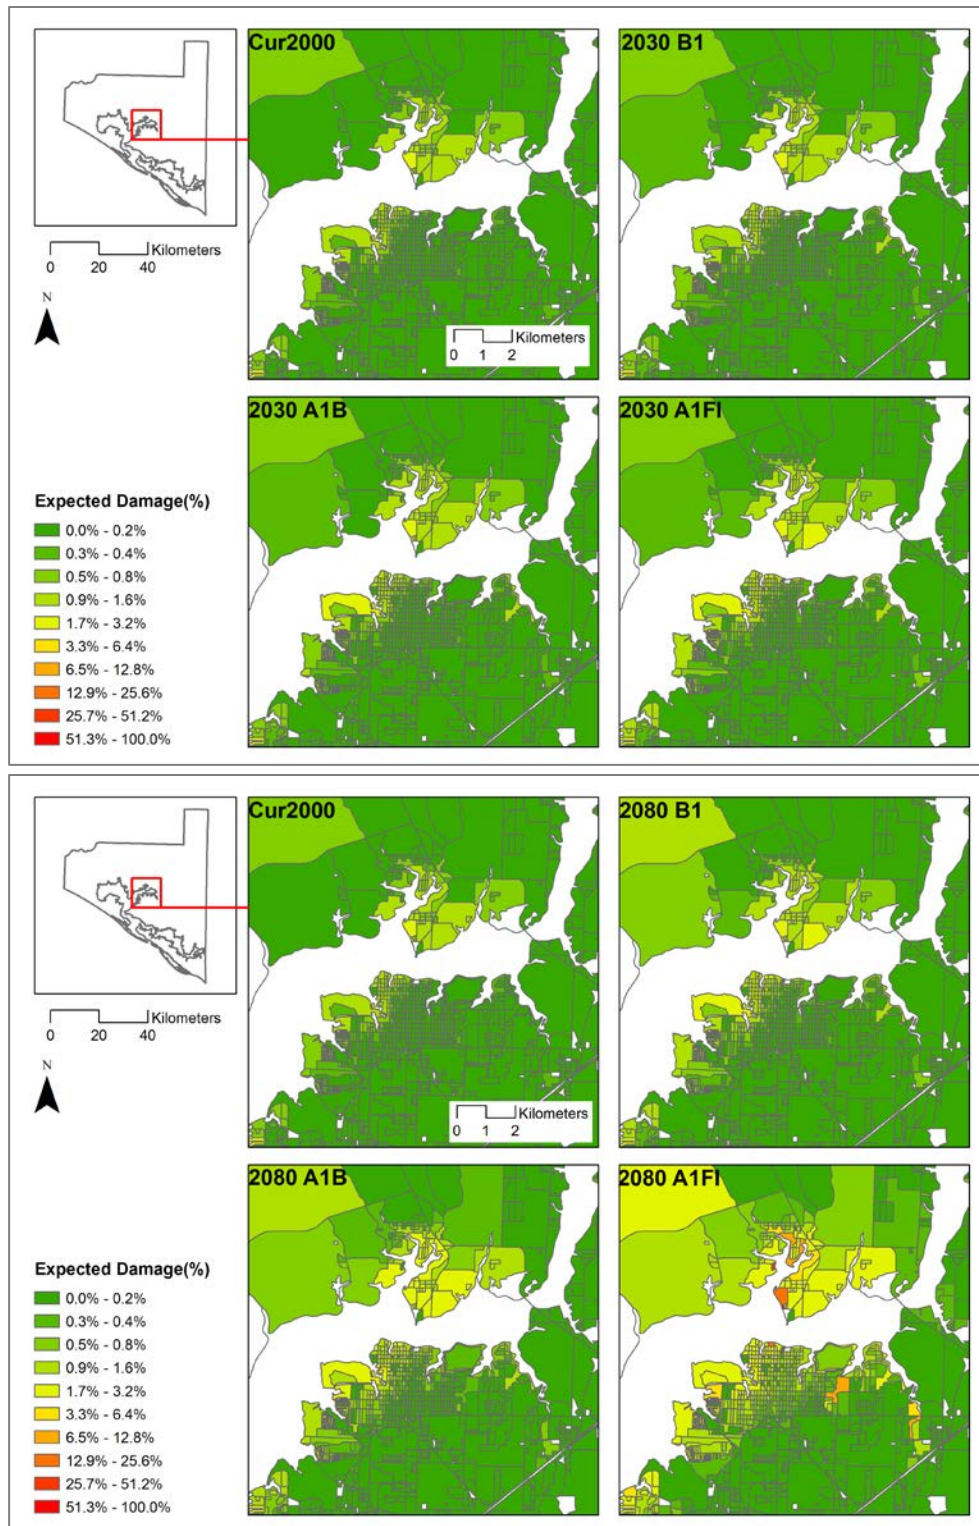 Cur2000
2030 B1
Kilometers
0 20 40
N
Kilometers
0 1 2
2030 A1B
2030 A1FI
Expected Damage(%)
0.0% - 0.2%
0.3% - 0.4%
0.5% - 0.8%
0.9% - 1.6%
1.7% - 3.2%
3.3% - 6.4%
6.5% - 12.8%
12.9% - 25.6%
25.7% - 51.2%
51.3% - 100.0%
Cur2000
2080 B1
Kilometers
0 20 40
N
Kilometers
0 1 2
2080 A1B
2080 A1FI
Expected Damage(%)
0.0% - 0.2%
0.3% - 0.4%
0.5% - 0.8%
0.9% - 1.6%
1.7% - 3.2%
3.3% - 6.4%
6.5% - 12.8%
12.9% - 25.6%
25.7% - 51.2%
51.3% - 100.0%